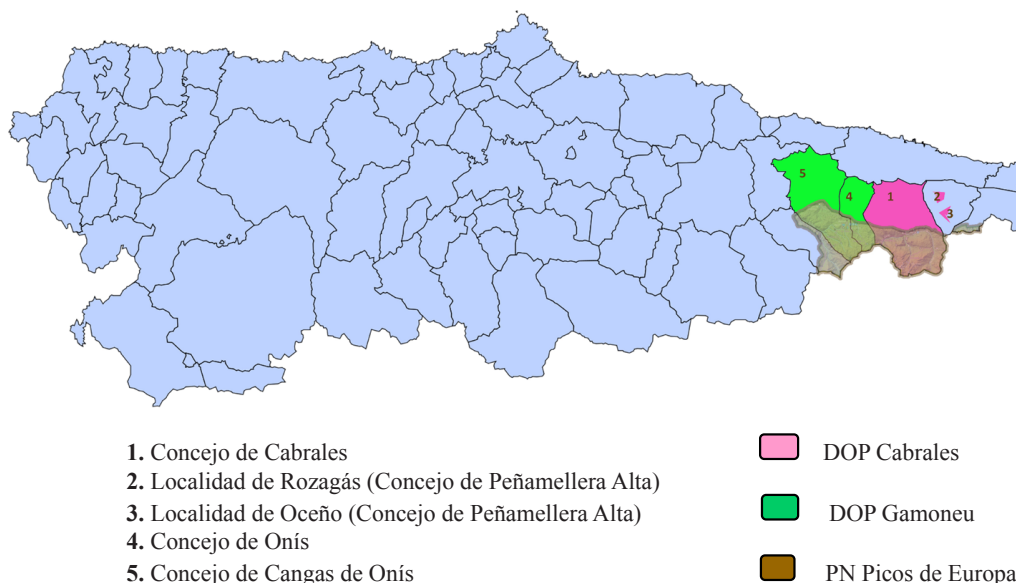 5
4
1
2
3
1. Concejo de Cabrales
2. Localidad de Rozagás (Concejo de Peñamellera Alta)
3. Localidad de Oceño (Concejo de Peñamellera Alta)
4. Concejo de Onís
5. Concejo de Cangas de Onís
DOP Cabrales
DOP Gamoneu
PN Picos de Europa